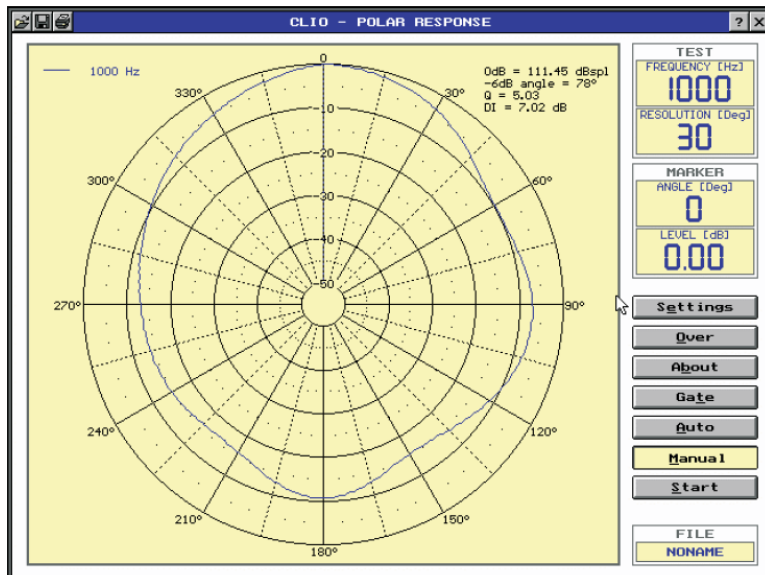 CLIO - POLAR RESPONSE
? X
1000 Hz
0dB = 111.45 dBspl
-6dB angle = 78°
Q = 5.03
DI = 7.02 dB
0
30°
60°
90°
120°
150°
180°
210°
240°
270°
300°
330°
-10
-20
-30
-40
-50
TEST
FREQUENCY [Hz]
1000
RESOLUTION [Deg]
30
MARKER
ANGLE [Deg]
0
LEVEL [dB]
0.00
Settings
Over
About
Gate
Auto
Manual
Start
FILE
NONAME